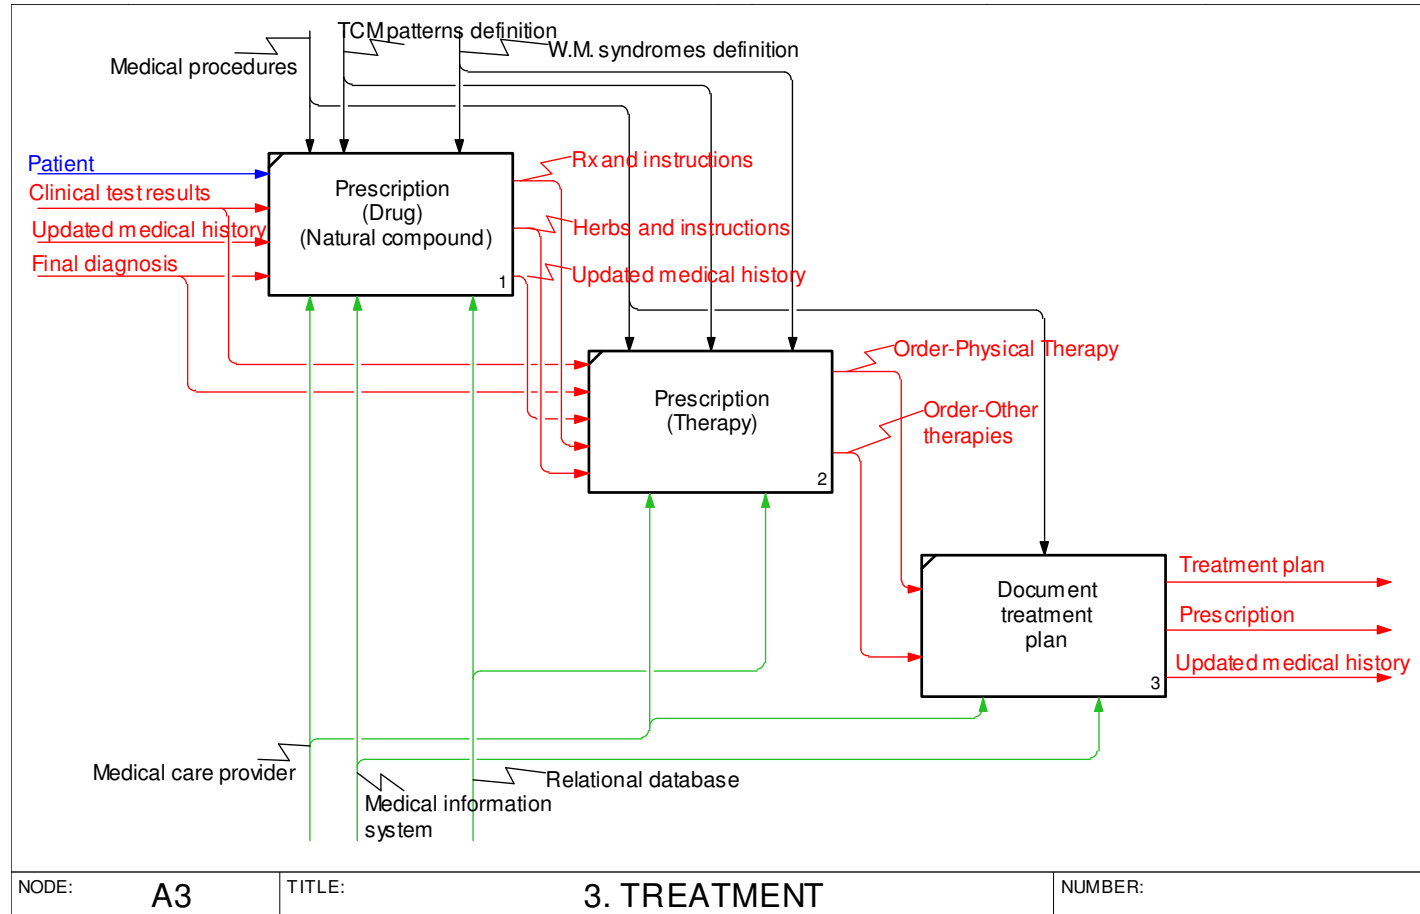 TCM patterns definition
W.M. syndromes definition
Medical procedures
Patient
Clinical test results
Updated medical history
Final diagnosis
Prescription
(Drug)
(Natural compound)
1
Rx and instructions
Herbs and instructions
Updated medical history
Prescription
(Therapy)
2
Order-Physical Therapy
Order-Other
therapies
Document
treatment
plan
3
Treatment plan
Prescription
Updated medical history
Medical care provider
Medical information
system
Relational database
NODE:
A3
TITLE:
3. TREATMENT
NUMBER: